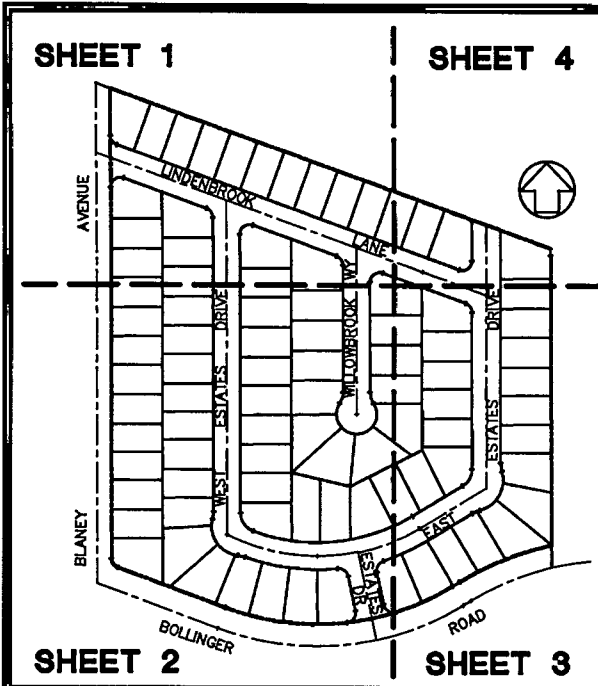 SHEET 1
SHEET 4
AVENUE
LINDENBROOK
LANE
WY
WILLOWBROOK
DRIVE
ESTATES
WEST
DRIVE
ESTATES
EAST
ESTATES
DR
BLANEY
BOLLINGER
ROAD
SHEET 2
SHEET 3